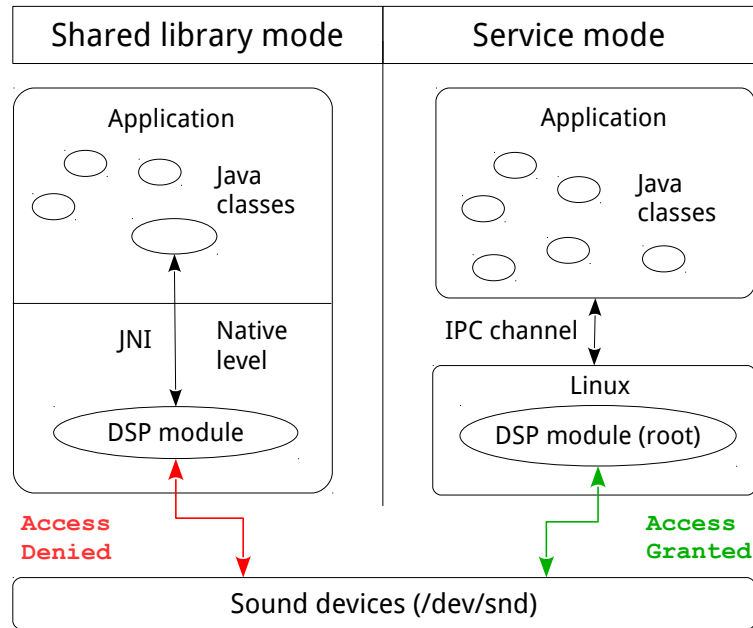 Shared library mode
Service mode
Application
Java
classes
JNI
Native
level
DSP module
Access
Denied
Application
Java
classes
IPC channel
Linux
DSP module (root)
Access
Granted
Sound devices (/dev/snd)